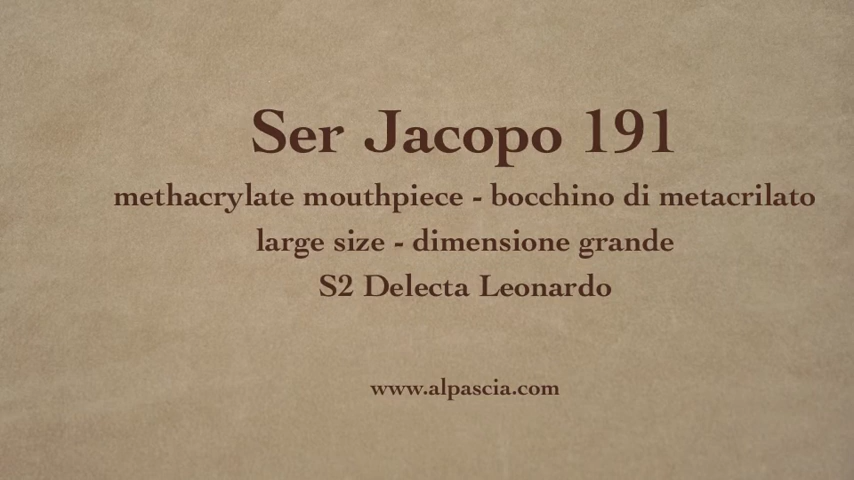 Ser Jacopo 191
methacrylate mouthpiece - bocchino di metacrilato
large size - dimensione grande
S2 Delecta Leonardo
www.alpascia.com